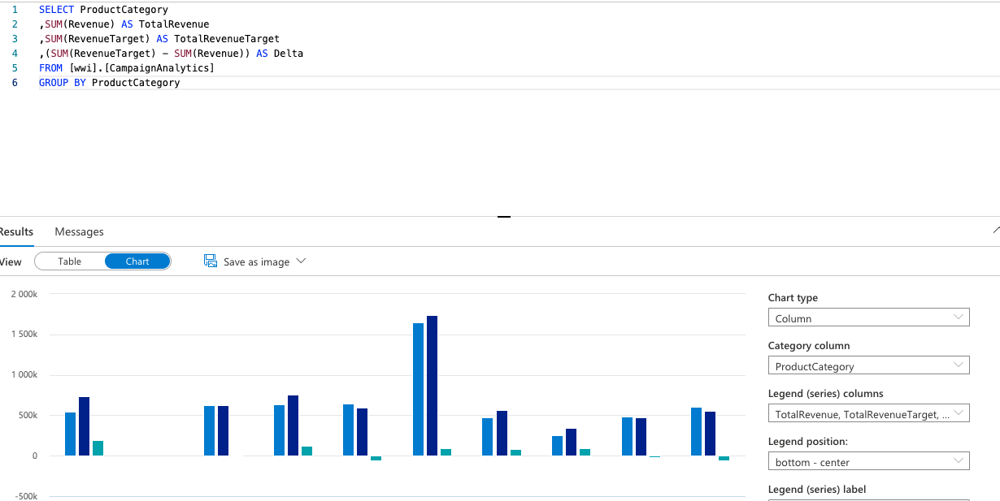 1 SELECT ProductCategory
2 ,SUM(Revenue) AS TotalRevenue
3 ,SUM(RevenueTarget) AS TotalRevenueTarget
4 ,(SUM(RevenueTarget) - SUM(Revenue)) AS Delta
5 FROM [wwi].[CampaignAnalytics]
6 GROUP BY ProductCategory
Results Messages
View Table Chart Save as image
2 000k
1 500k
1 000k
500k
0
-500k
Chart type
Column
Category column
ProductCategory
Legend (series) columns
TotalRevenue, TotalRevenueTarget, ...
Legend position:
bottom - center
Legend (series) label